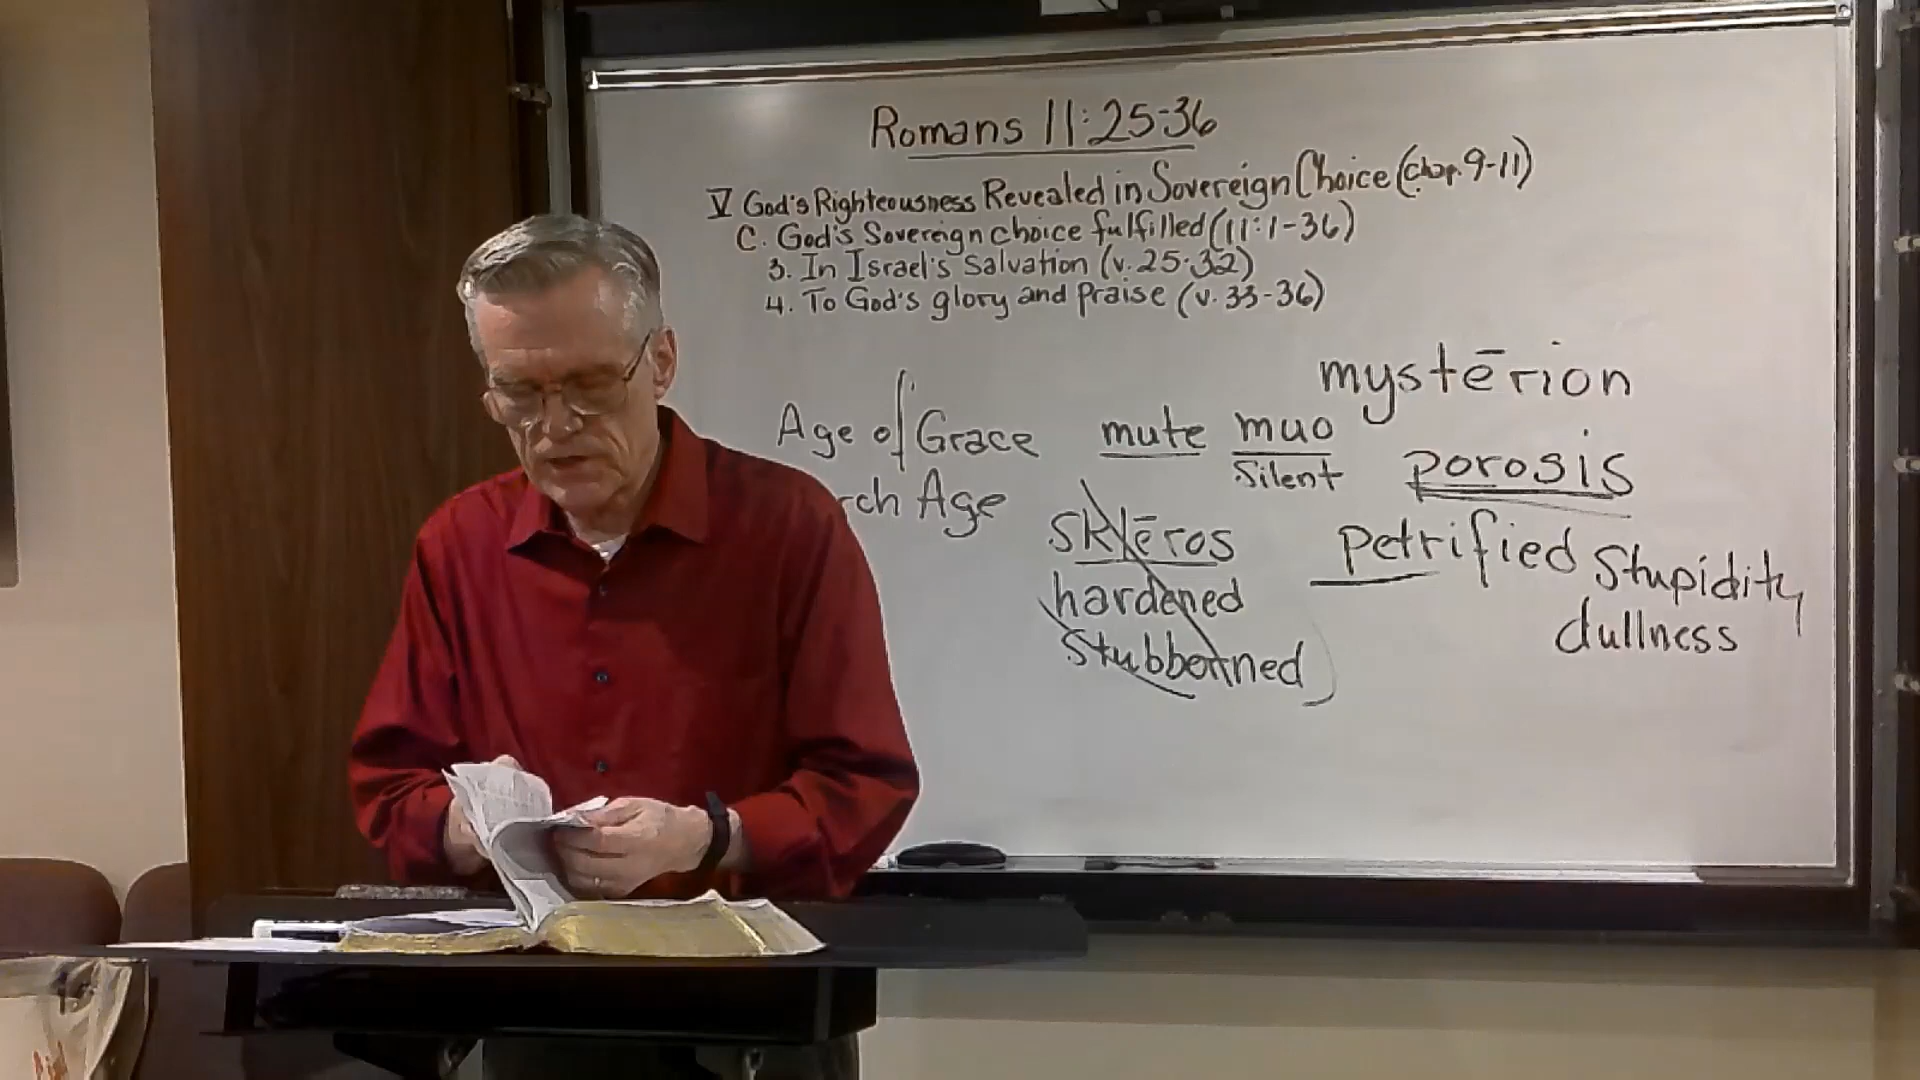 Romans 11:25-36
V God's Righteousness Revealed in Sovereign Choice (chap. 9-11)
C. God's Sovereign choice fulfilled (11:1-36)
3. In Israel's Salvation (v. 25-32)
4. To God's glory and Praise (v. 33-36)
mystērion
Age of Grace
mute muo
silent
porosis
rch Age
sklēros
hardened
Stubborned
petrified
Stupidity
dullness